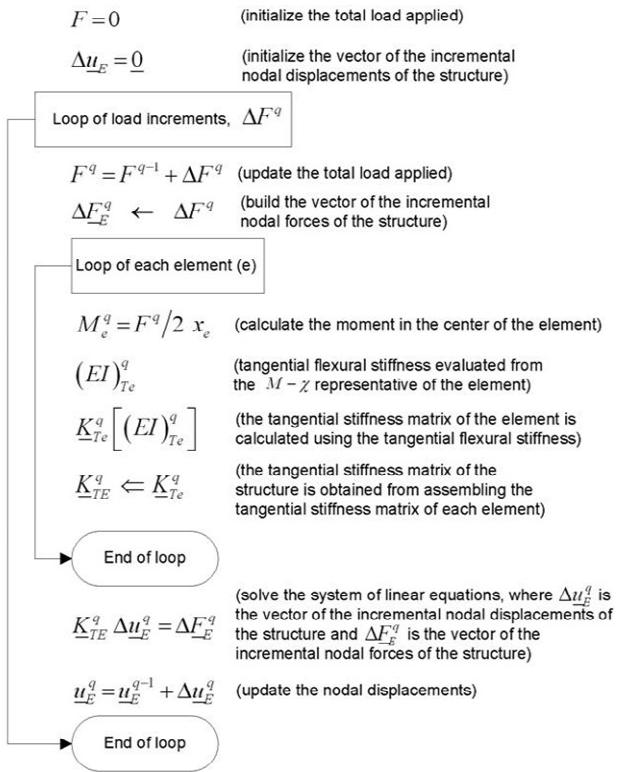 F = 0 (initialize the total load applied)
Δu_E = 0 (initialize the vector of the incremental
nodal displacements of the structure)
Loop of load increments, ΔF^q
F^q = F^{q-1} + ΔF^q (update the total load applied)
ΔF_E^q ← ΔF^q (build the vector of the incremental
nodal forces of the structure)
Loop of each element (e)
M_e^q = F^q/2 x_e (calculate the moment in the center of the element)
(EI)_{Te}^q (tangential flexural stiffness evaluated from
the M – χ representative of the element)
K_{Te}^q [(EI)_{Te}^q] (the tangential stiffness matrix of the element is
calculated using the tangential flexural stiffness)
K_{TE}^q ⇐ K_{Te}^q (the tangential stiffness matrix of the
structure is obtained from assembling the
tangential stiffness matrix of each element)
End of loop
(solve the system of linear equations, where Δu_E^q is
K_{TE}^q Δu_E^q = ΔF_E^q the vector of the incremental nodal displacements of
the structure and ΔF_E^q is the vector of the
incremental nodal forces of the structure)
u_E^q = u_E^{q-1} + Δu_E^q (update the nodal displacements)
End of loop